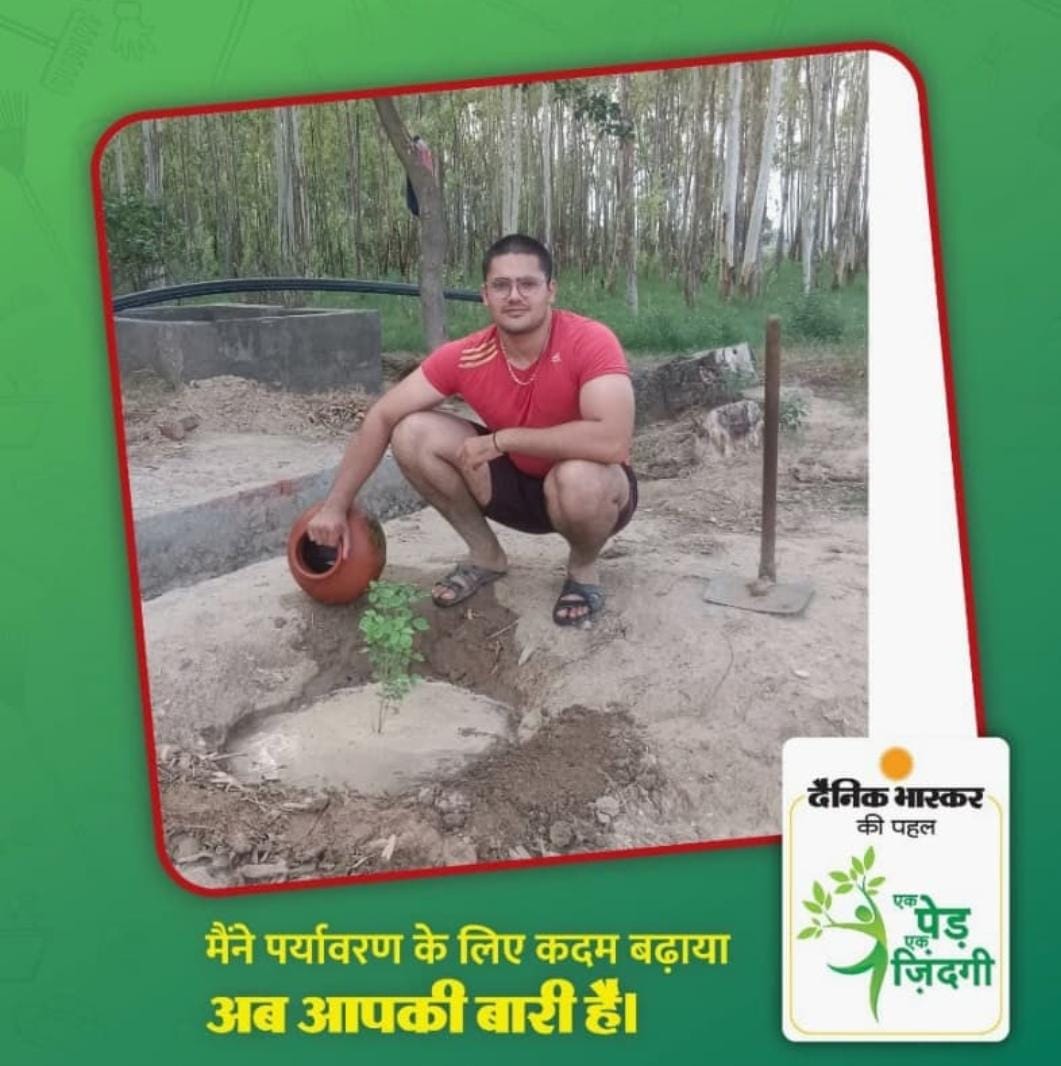 मैंने पर्यावरण के लिए कदम बढ़ाया
अब आपकी बारी है।
दैनिक भास्कर
की पहल
एक पेड़
एक ज़िंदगी